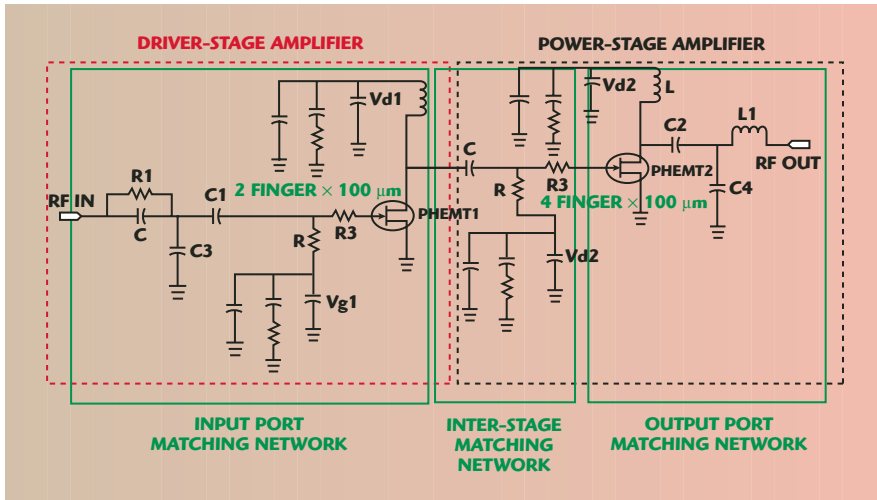 DRIVER-STAGE AMPLIFIER
POWER-STAGE AMPLIFIER
Vd1
Vd2
L
C2
L1
RF OUT
C
R1
2 FINGER × 100 μm
R3
PHEMT2
C4
RF IN
C1
4 FINGER × 100 μm
C
PHEMT1
R
R
R3
C3
Vd2
Vg1
INPUT PORT
MATCHING NETWORK
INTER-STAGE
MATCHING
NETWORK
OUTPUT PORT
MATCHING NETWORK